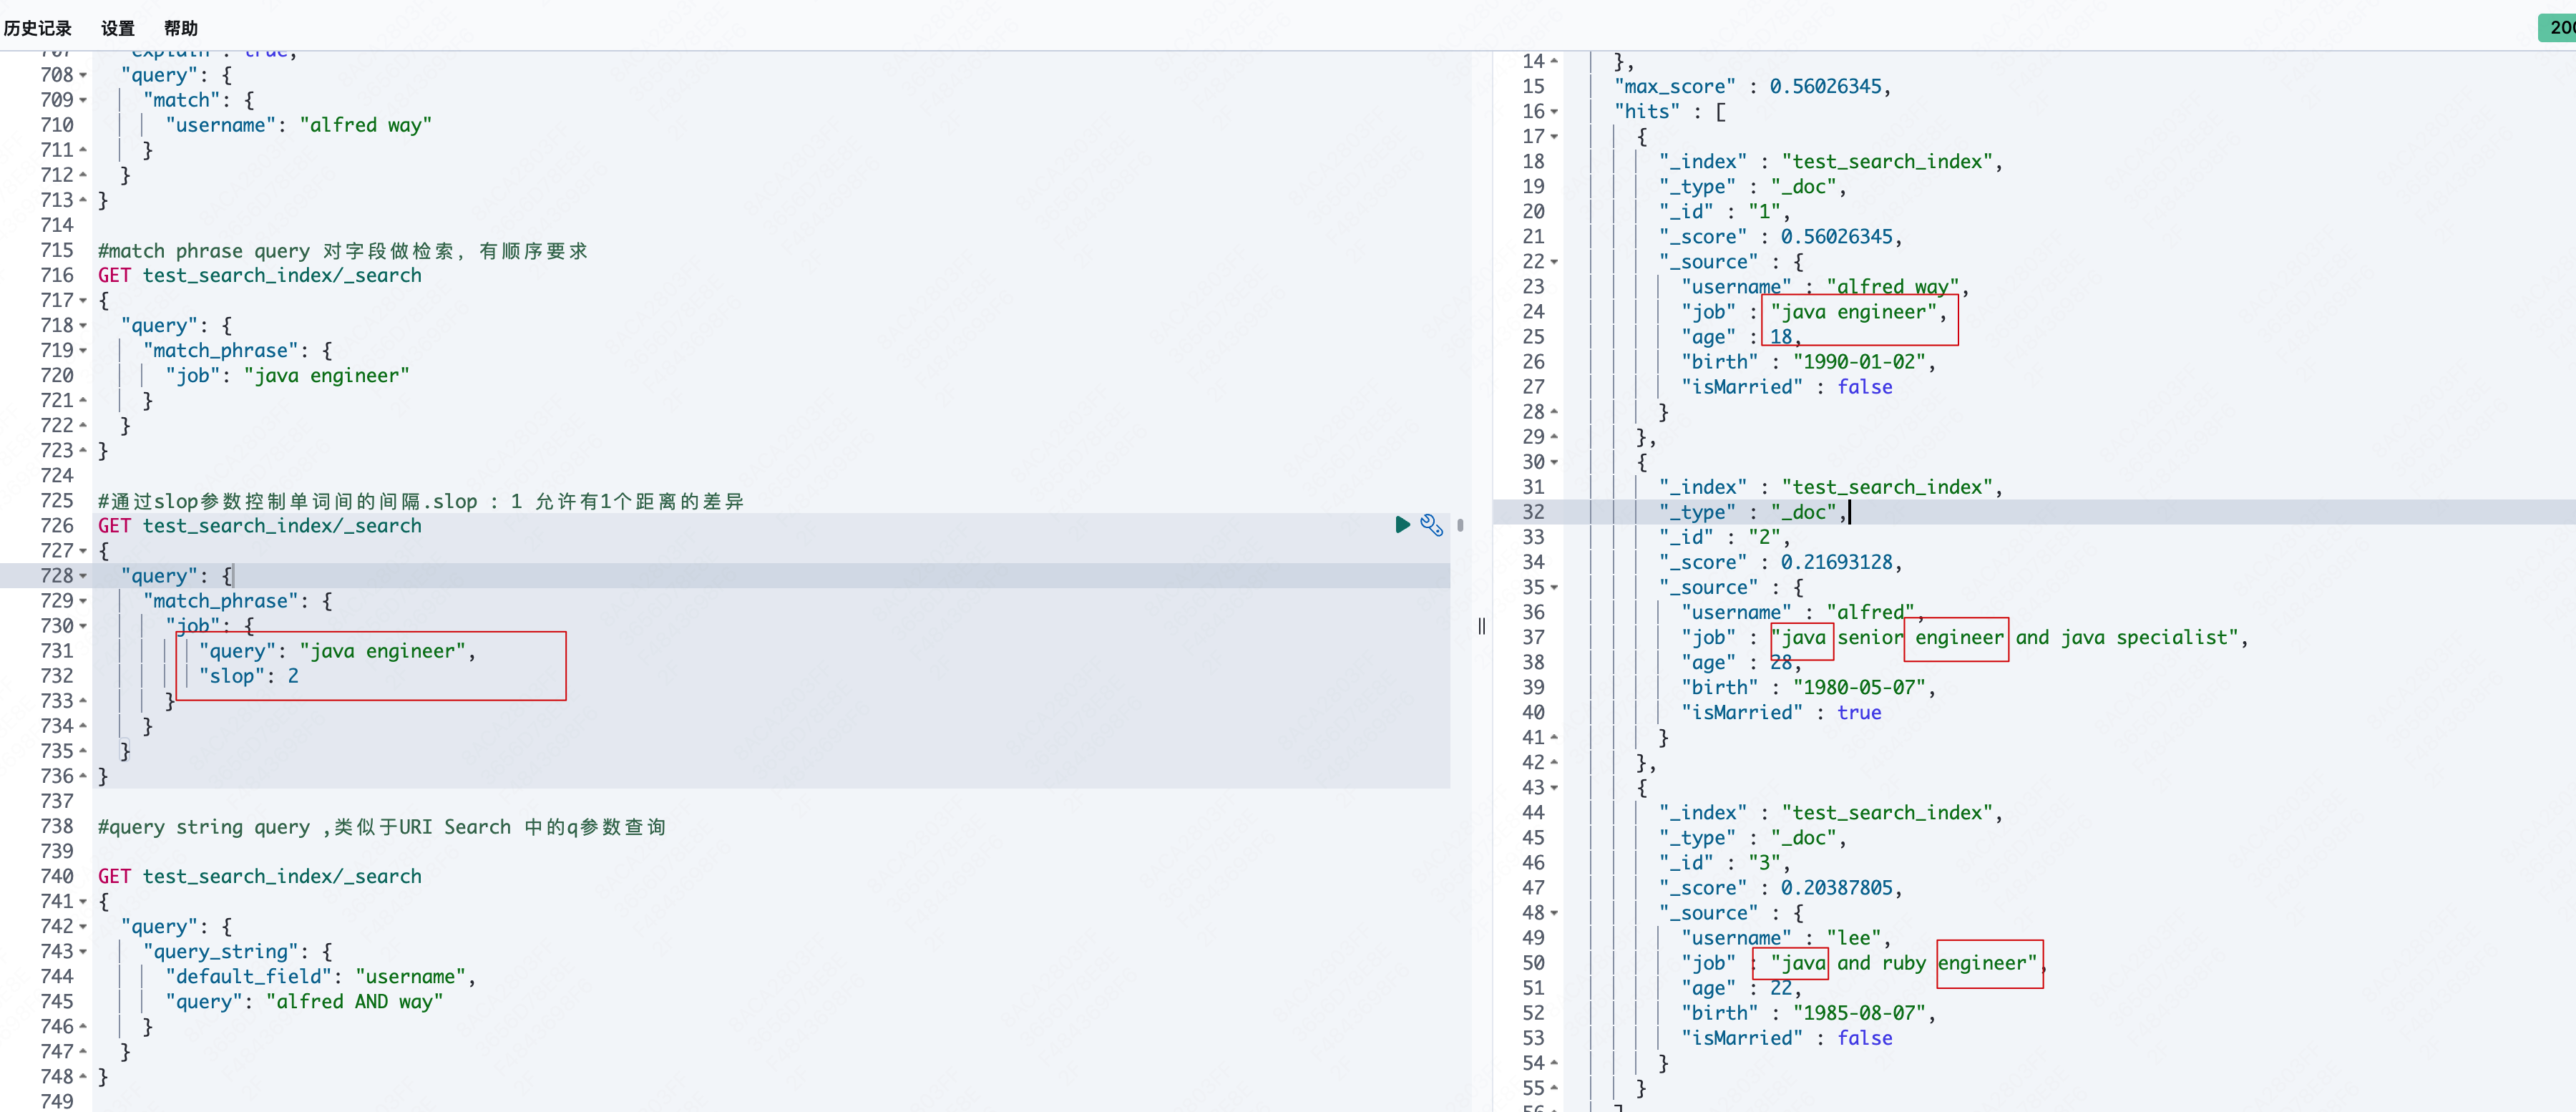 历史记录 设置 帮助
200
707 "explain": true,
708 "query": {
709 "match": {
710 "username": "alfred way"
711 }
712 }
713 }
714
715 #match phrase query 对字段做检索，有顺序要求
716 GET test_search_index/_search
717 {
718 "query": {
719 "match_phrase": {
720 "job": "java engineer"
721 }
722 }
723 }
724
725 #通过slop参数控制单词间的间隔.slop : 1 允许有1个距离的差异
726 GET test_search_index/_search
727 {
728 "query": {
729 "match_phrase": {
730 "job": {
731 "query": "java engineer",
732 "slop": 2
733 }
734 }
735 }
736 }
737
738 #query string query ,类似于URI Search 中的q参数查询
739
740 GET test_search_index/_search
741 {
742 "query": {
743 "query_string": {
744 "default_field": "username",
745 "query": "alfred AND way"
746 }
747 }
748 }
749
14 },
15 "max_score" : 0.56026345,
16 "hits" : [
17 {
18 "_index" : "test_search_index",
19 "_type" : "_doc",
20 "_id" : "1",
21 "_score" : 0.56026345,
22 "_source" : {
23 "username" : "alfred way",
24 "job" : "java engineer",
25 "age" : 18,
26 "birth" : "1990-01-02",
27 "isMarried" : false
28 }
29 },
30 {
31 "_index" : "test_search_index",
32 "_type" : "_doc",
33 "_id" : "2",
34 "_score" : 0.21693128,
35 "_source" : {
36 "username" : "alfred",
37 "job" : "java senior engineer and java specialist",
38 "age" : 28,
39 "birth" : "1980-05-07",
40 "isMarried" : true
41 }
42 },
43 {
44 "_index" : "test_search_index",
45 "_type" : "_doc",
46 "_id" : "3",
47 "_score" : 0.20387805,
48 "_source" : {
49 "username" : "lee",
50 "job" : "java and ruby engineer",
51 "age" : 22,
52 "birth" : "1985-08-07",
53 "isMarried" : false
54 }
55 }
56 ]